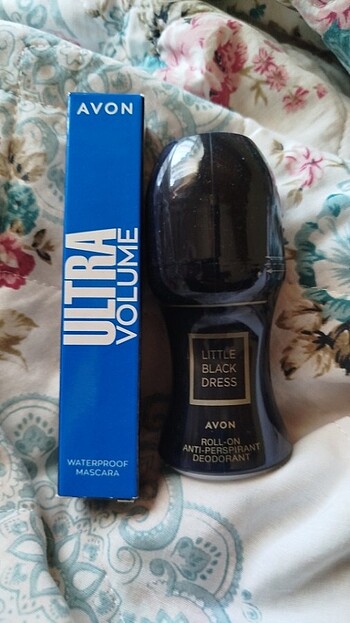 AVON
ULTRA
VOLUME
WATERPROOF
MASCARA
LITTLE
BLACK
DRESS
AVON
ROLL-ON
ANTI-PERSPIRANT
DEODORANT